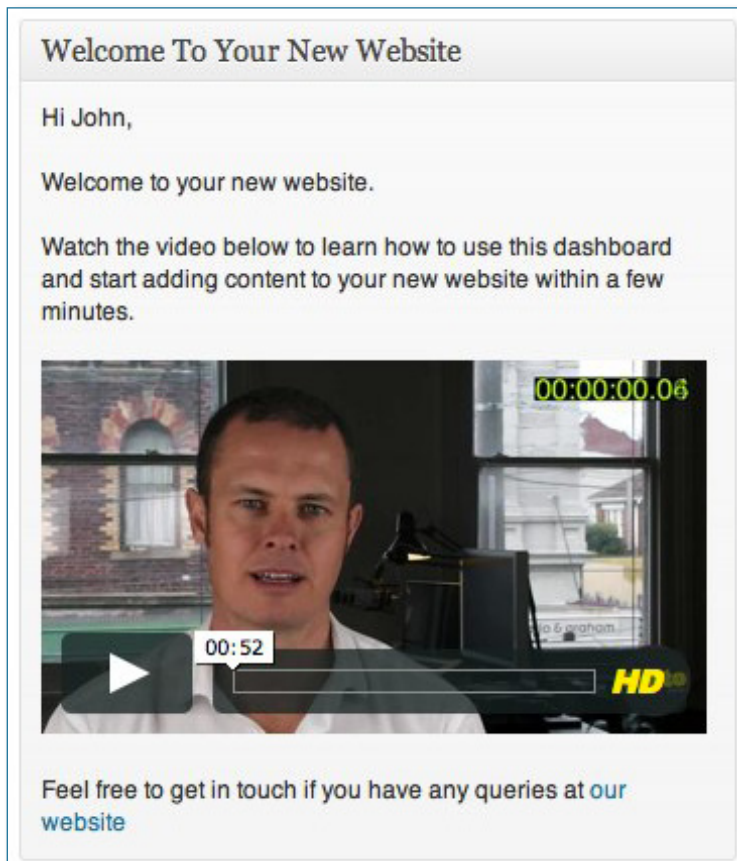 Welcome To Your New Website
Hi John,
Welcome to your new website.
Watch the video below to learn how to use this dashboard
and start adding content to your new website within a few
minutes.
00:00:00.06
& graham
00:52
HD
Feel free to get in touch if you have any queries at our
website